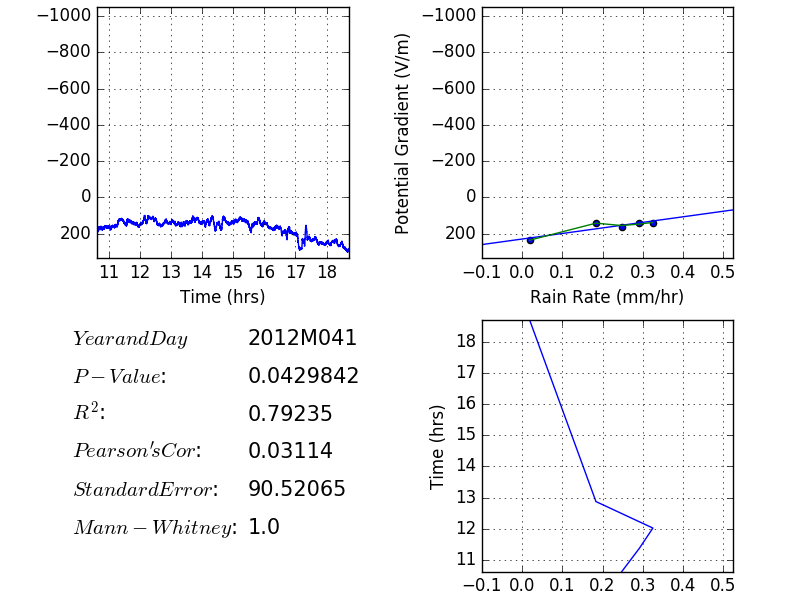 −1000
−800
−600
−400
−200
0
200
11 12 13 14 15 16 17 18
Time (hrs)
Potential Gradient (V/m)
−1000
−800
−600
−400
−200
0
200
−0.1 0.0 0.1 0.2 0.3 0.4 0.5
Rain Rate (mm/hr)
YearandDay 2012M041
P−Value: 0.0429842
R²: 0.79235
Pearson'sCor: 0.03114
StandardError: 90.52065
Mann−Whitney: 1.0
Time (hrs)
18
17
16
15
14
13
12
11
−0.1 0.0 0.1 0.2 0.3 0.4 0.5